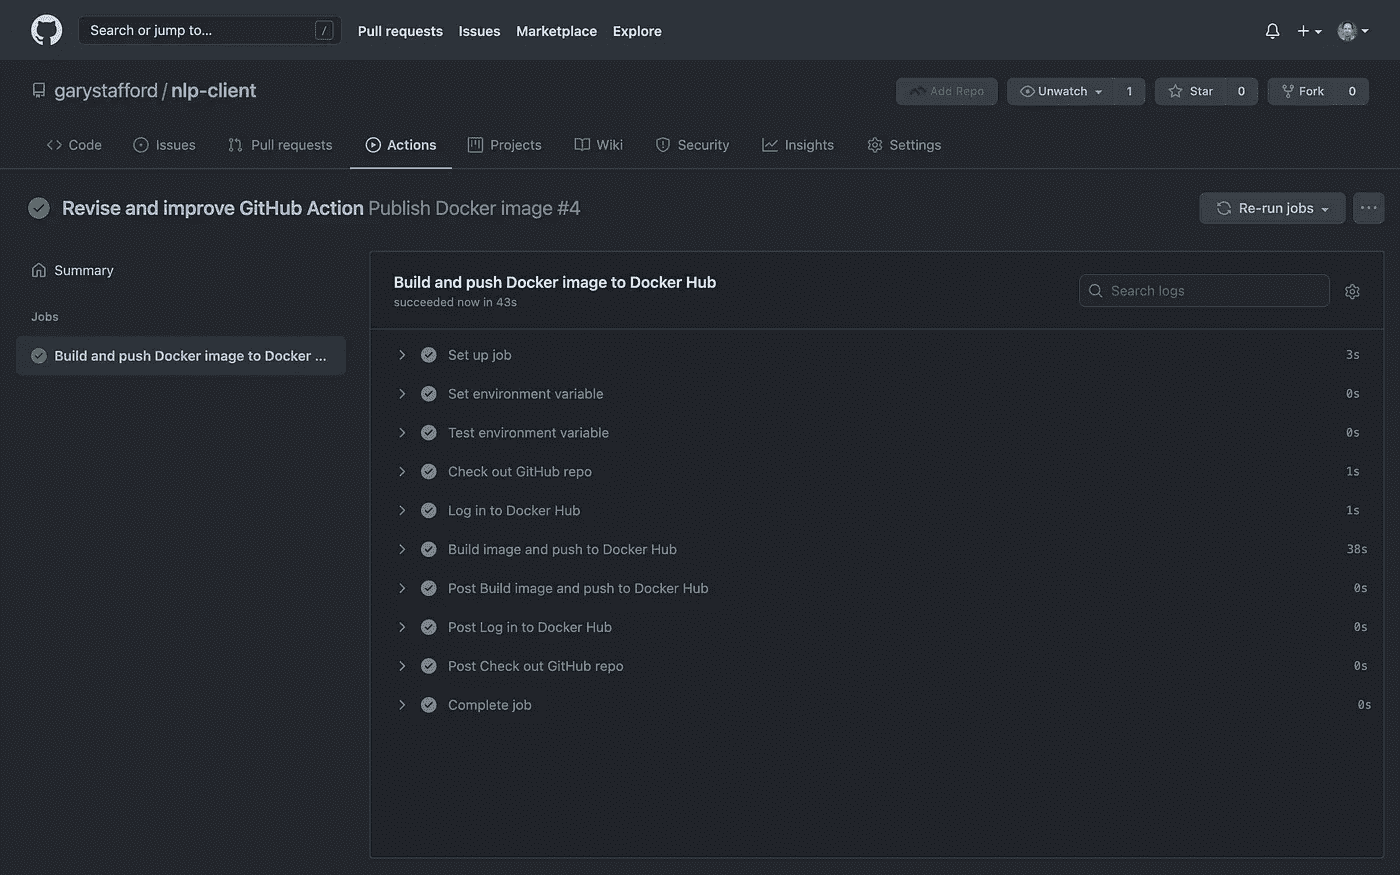 Search or jump to... /
Pull requests Issues Marketplace Explore
garystafford / nlp-client
Add Repo Unwatch 1 Star 0 Fork 0
Code Issues Pull requests Actions Projects Wiki Security Insights Settings
Revise and improve GitHub Action Publish Docker image #4
Re-run jobs
Summary
Jobs
Build and push Docker image to Docker ...
Build and push Docker image to Docker Hub
succeeded now in 43s
Search logs
Set up job 3s
Set environment variable 0s
Test environment variable 0s
Check out GitHub repo 1s
Log in to Docker Hub 1s
Build image and push to Docker Hub 38s
Post Build image and push to Docker Hub 0s
Post Log in to Docker Hub 0s
Post Check out GitHub repo 0s
Complete job 0s